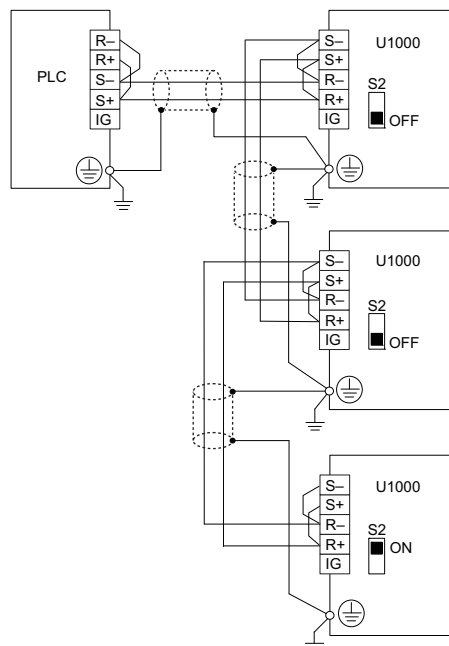 PLC
R–
R+
S–
S+
IG
S–
S+
R–
R+
IG
U1000
S2
OFF
S–
S+
R–
R+
IG
U1000
S2
OFF
S–
S+
R–
R+
IG
U1000
S2
ON